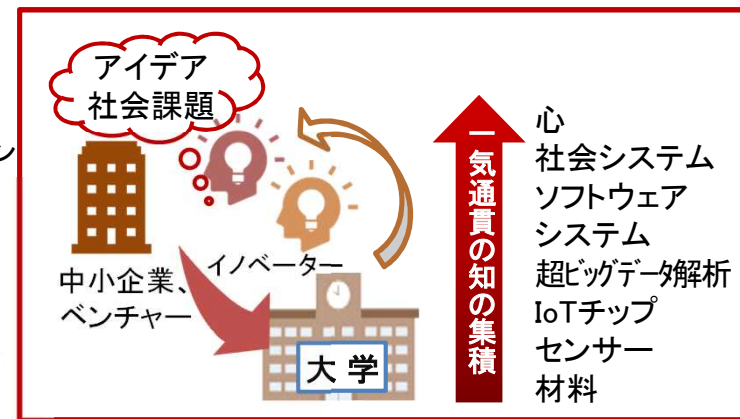 アイデア
社会課題
ン
中小企業、
ベンチャー
イノベーター
大 学
一気通貫の知の集積
心
社会システム
ソフトウェア
システム
超ビッグデータ解析
IoTチップ
センサー
材料